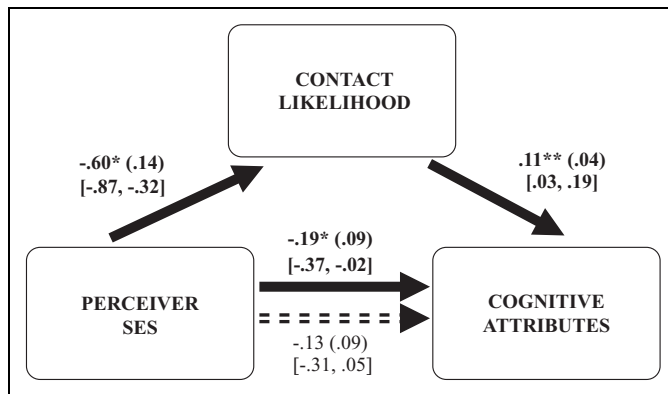 CONTACT
LIKELIHOOD
-.60* (.14)
[-.87, -.32]
.11** (.04)
[.03, .19]
-.19* (.09)
[-.37, -.02]
PERCEIVER
SES
COGNITIVE
ATTRIBUTES
-.13 (.09)
[-.31, .05]